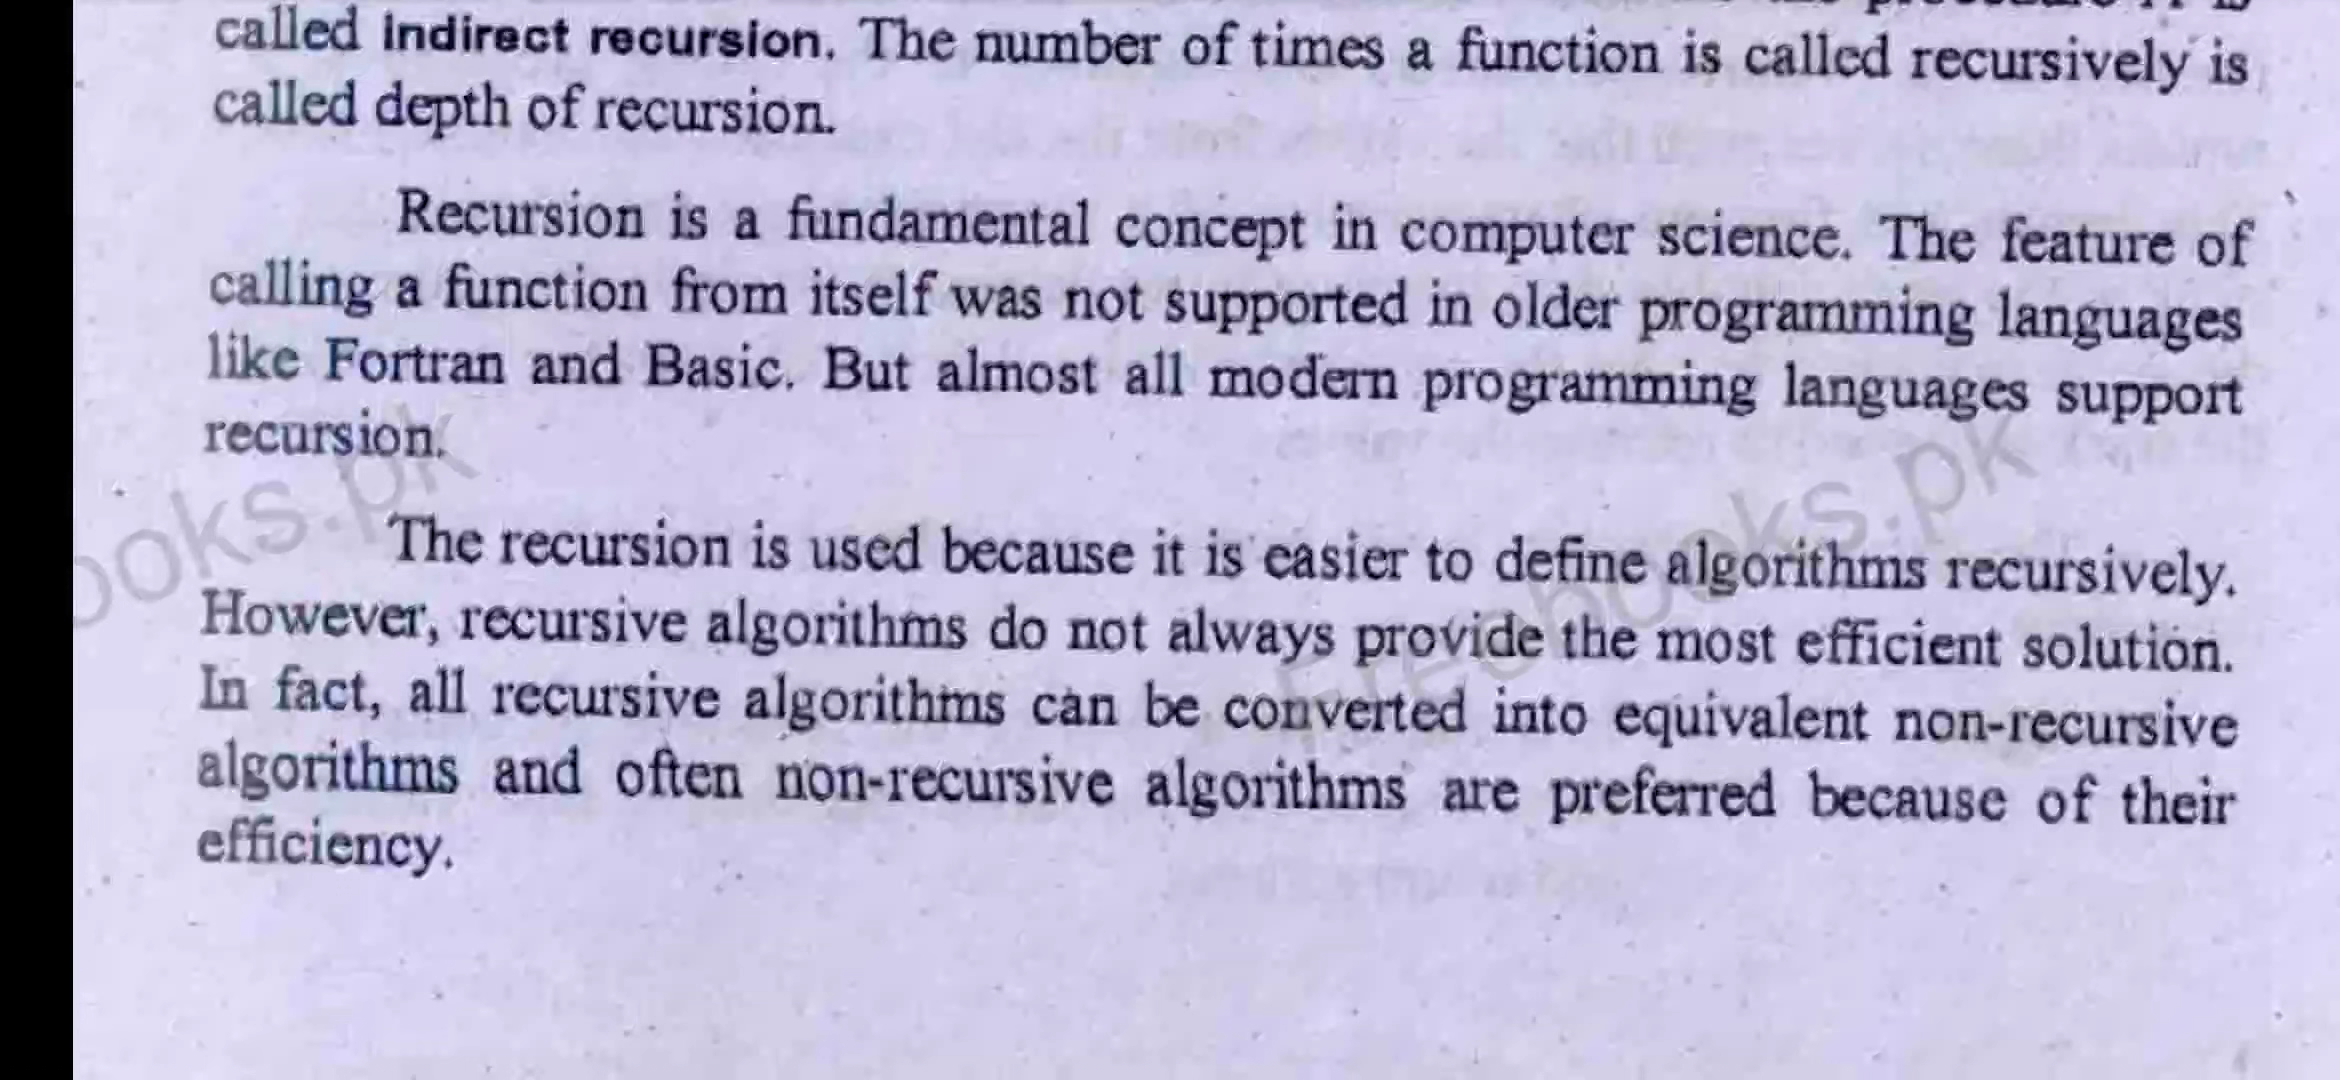 called indirect recursion. The number of times a function is called recursively is
called depth of recursion.
Recursion is a fundamental concept in computer science. The feature of
calling a function from itself was not supported in older programming languages
like Fortran and Basic. But almost all modern programming languages support
recursion.
The recursion is used because it is easier to define algorithms recursively.
However, recursive algorithms do not always provide the most efficient solution.
In fact, all recursive algorithms can be converted into equivalent non-recursive
algorithms and often non-recursive algorithms are preferred because of their
efficiency.
ooks.pk
Freebooks.pk